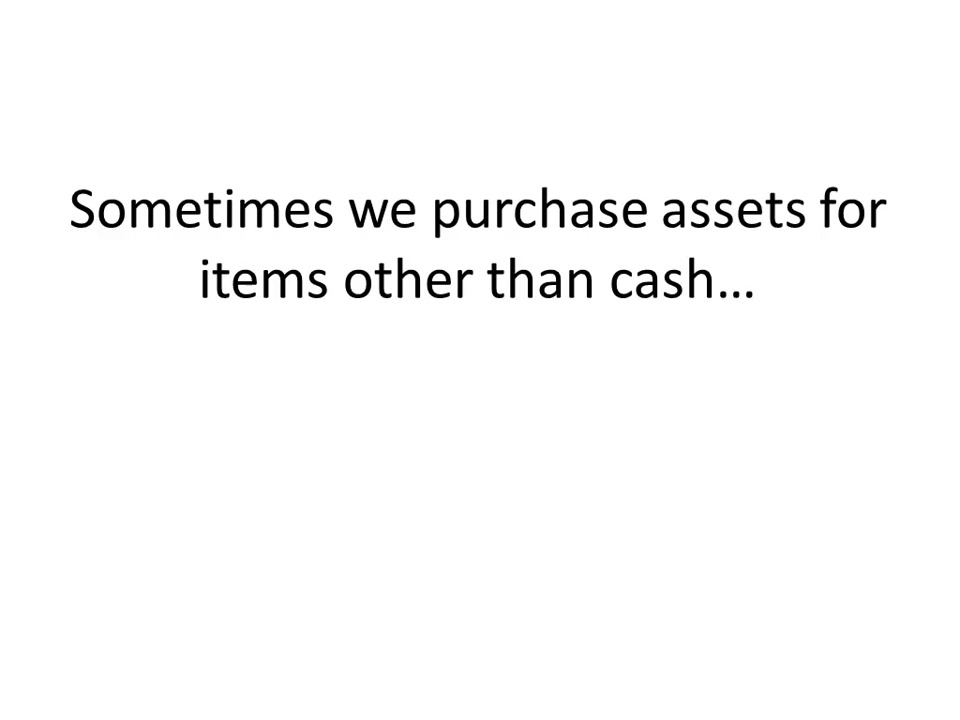 Sometimes we purchase assets for
items other than cash…